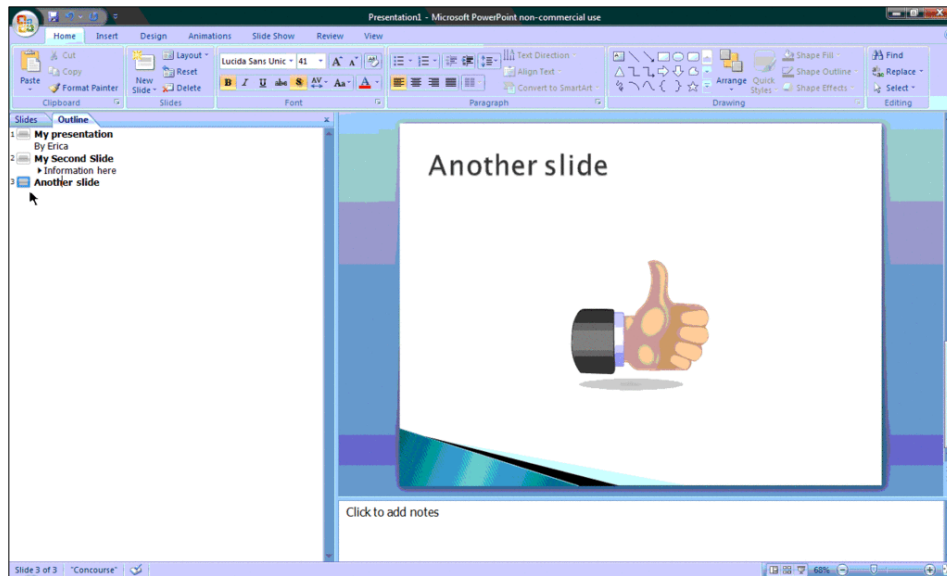 Presentation1 - Microsoft PowerPoint non-commercial use
Home Insert Design Animations Slide Show Review View
Paste
Cut
Copy
Format Painter
Clipboard
New Slide
Layout
Reset
Delete
Slides
Lucida Sans Unic 41 A A
B I U abc S AV Aa A
Font
Text Direction
Align Text
Convert to SmartArt
Paragraph
Arrange
Quick Styles
Shape Fill
Shape Outline
Shape Effects
Drawing
Find
Replace
Select
Editing
Slides Outline x
1 My presentation
By Erica
2 My Second Slide
Information here
3 Another slide
Another slide
Click to add notes
Slide 3 of 3 "Concourse" 68%